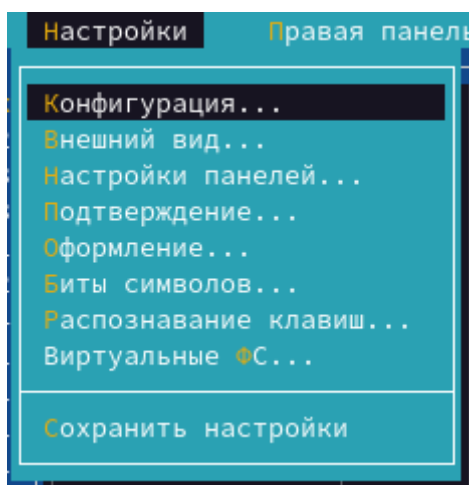 Настройки Правая панель
Конфигурация...
Внешний вид...
Настройки панелей...
Подтверждение...
Оформление...
Биты символов...
Распознавание клавиш...
Виртуальные ФС...
Сохранить настройки